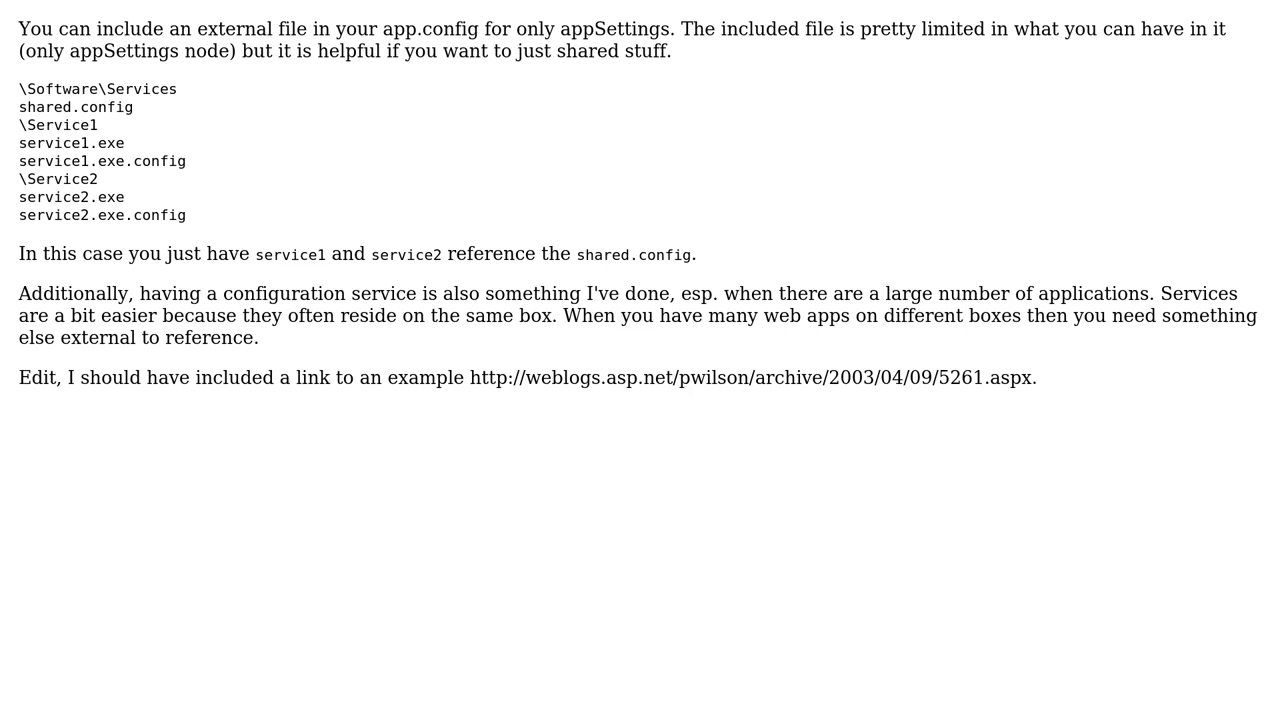 You can include an external file in your app.config for only appSettings. The included file is pretty limited in what you can have in it
(only appSettings node) but it is helpful if you want to just shared stuff.
\Software\Services
shared.config
\Service1
service1.exe
service1.exe.config
\Service2
service2.exe
service2.exe.config
In this case you just have service1 and service2 reference the shared.config.
Additionally, having a configuration service is also something I've done, esp. when there are a large number of applications. Services
are a bit easier because they often reside on the same box. When you have many web apps on different boxes then you need something
else external to reference.
Edit, I should have included a link to an example http://weblogs.asp.net/pwilson/archive/2003/04/09/5261.aspx.